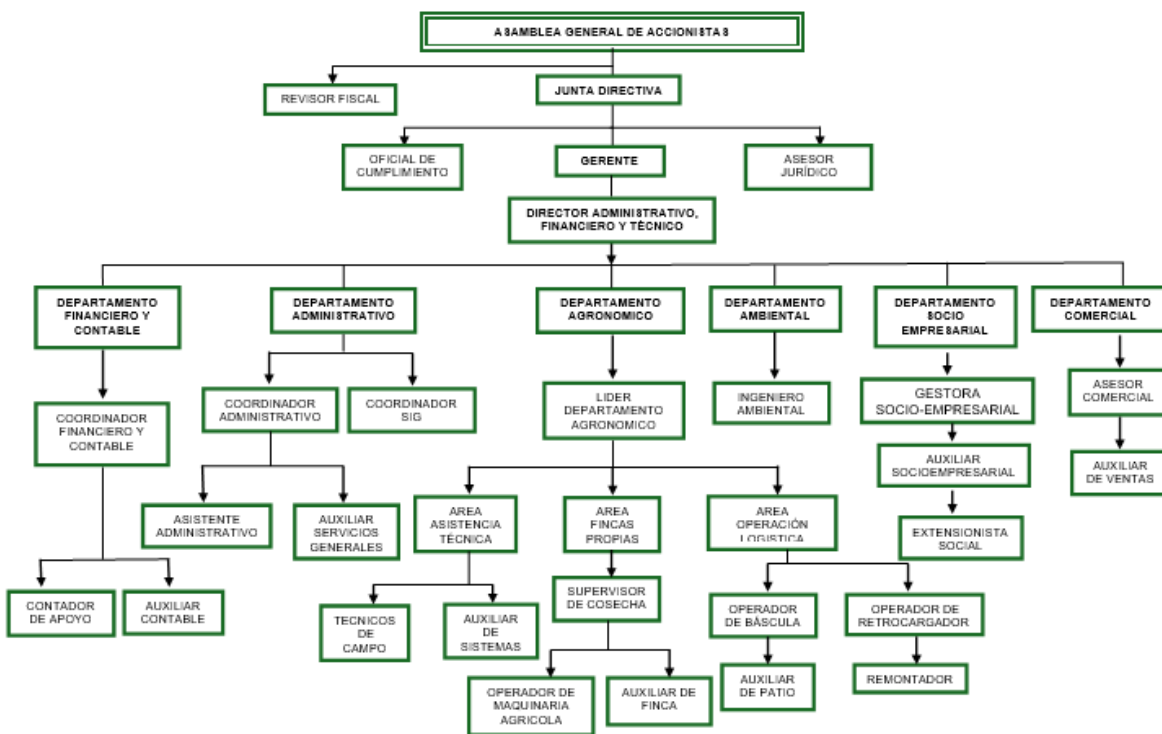 ASAMBLEA GENERAL DE ACCIONISTAS
REVISOR FISCAL
JUNTA DIRECTIVA
OFICIAL DE
CUMPLIMIENTO
GERENTE
ASESOR
JURÍDICO
DIRECTOR ADMINISTRATIVO,
FINANCIERO Y TÈCNICO
DEPARTAMENTO
FINANCIERO Y
CONTABLE
DEPARTAMENTO
ADMINISTRATIVO
DEPARTAMENTO
AGRONOMICO
DEPARTAMENTO
AMBIENTAL
DEPARTAMENTO
SOCIO
EMPRESARIAL
DEPARTAMENTO
COMERCIAL
COORDINADOR
FINANCIERO Y
CONTABLE
COORDINADOR
ADMINISTRATIVO
COORDINADOR
SIG
LIDER
DEPARTAMENTO
AGRONOMICO
INGENIERO
AMBIENTAL
GESTORA
SOCIO-EMPRESARIAL
ASESOR
COMERCIAL
AUXILIAR
SOCIOEMPRESARIAL
AUXILIAR
DE VENTAS
ASISTENTE
ADMINISTRATIVO
AUXILIAR
SERVICIOS
GENERALES
AREA
ASISTENCIA
TÉCNICA
AREA
FINCAS
PROPIAS
AREA
OPERACIÓN
LOGISTICA
EXTENSIONISTA
SOCIAL
CONTADOR
DE APOYO
AUXILIAR
CONTABLE
TECNICOS
DE
CAMPO
AUXILIAR
DE
SISTEMAS
SUPERVISOR
DE COSECHA
OPERADOR
DE BÀSCULA
OPERADOR DE
RETROCARGADOR
OPERADOR DE
MAQUINARIA
AGRICOLA
AUXILIAR DE
FINCA
AUXILIAR
DE PATIO
REMONTADOR